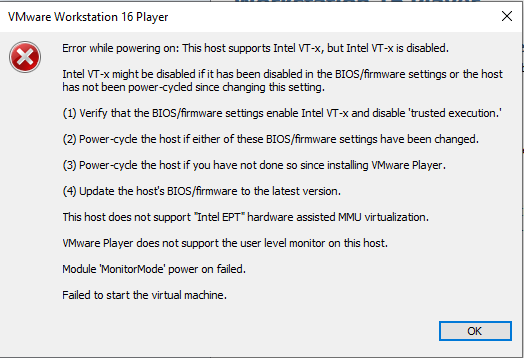 VMware Workstation 16 Player
Error while powering on: This host supports Intel VT-x, but Intel VT-x is disabled.
Intel VT-x might be disabled if it has been disabled in the BIOS/firmware settings or the host
has not been power-cycled since changing this setting.
(1) Verify that the BIOS/firmware settings enable Intel VT-x and disable 'trusted execution.'
(2) Power-cycle the host if either of these BIOS/firmware settings have been changed.
(3) Power-cycle the host if you have not done so since installing VMware Player.
(4) Update the host's BIOS/firmware to the latest version.
This host does not support "Intel EPT" hardware assisted MMU virtualization.
VMware Player does not support the user level monitor on this host.
Module 'MonitorMode' power on failed.
Failed to start the virtual machine.
OK